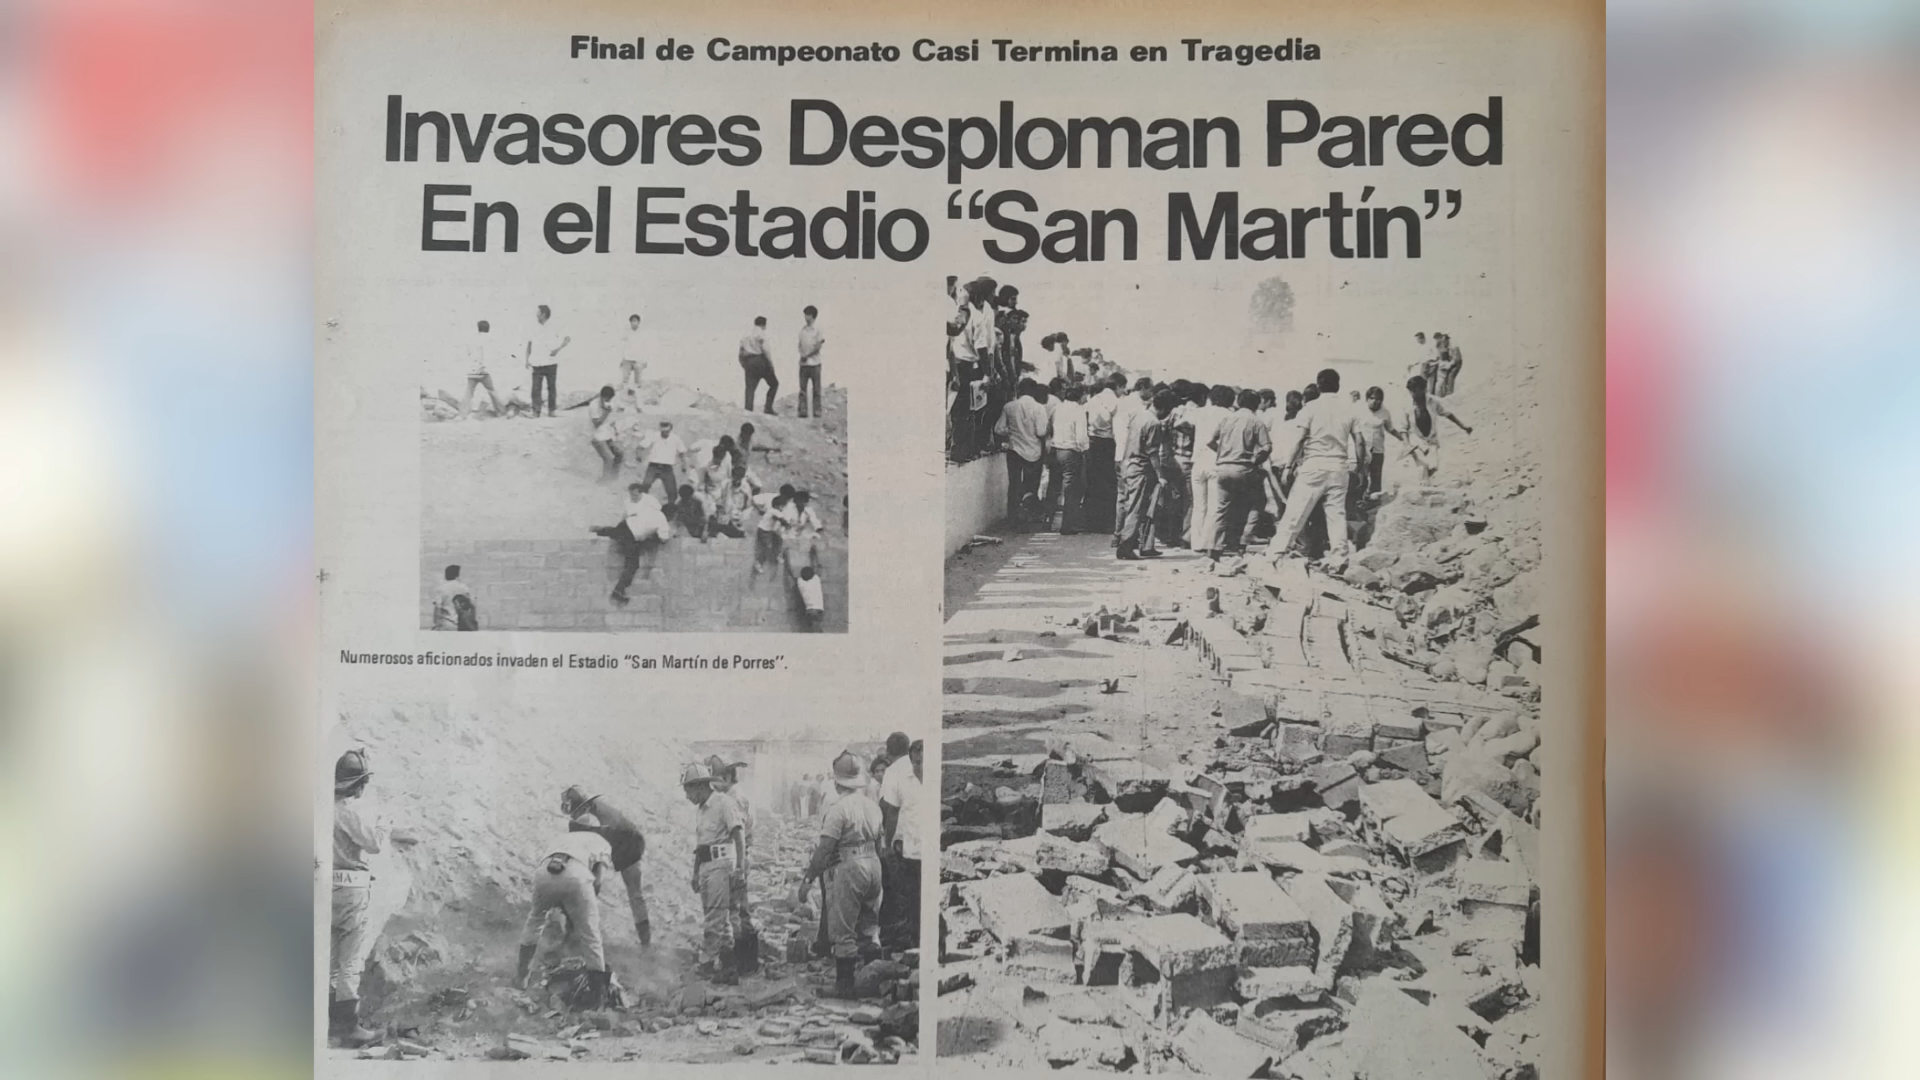 Final de Campeonato Casi Termina en Tragedia
Invasores Desploman Pared
En el Estadio “San Martín”
Numerosos aficionados invaden el Estadio “San Martín de Porres”.